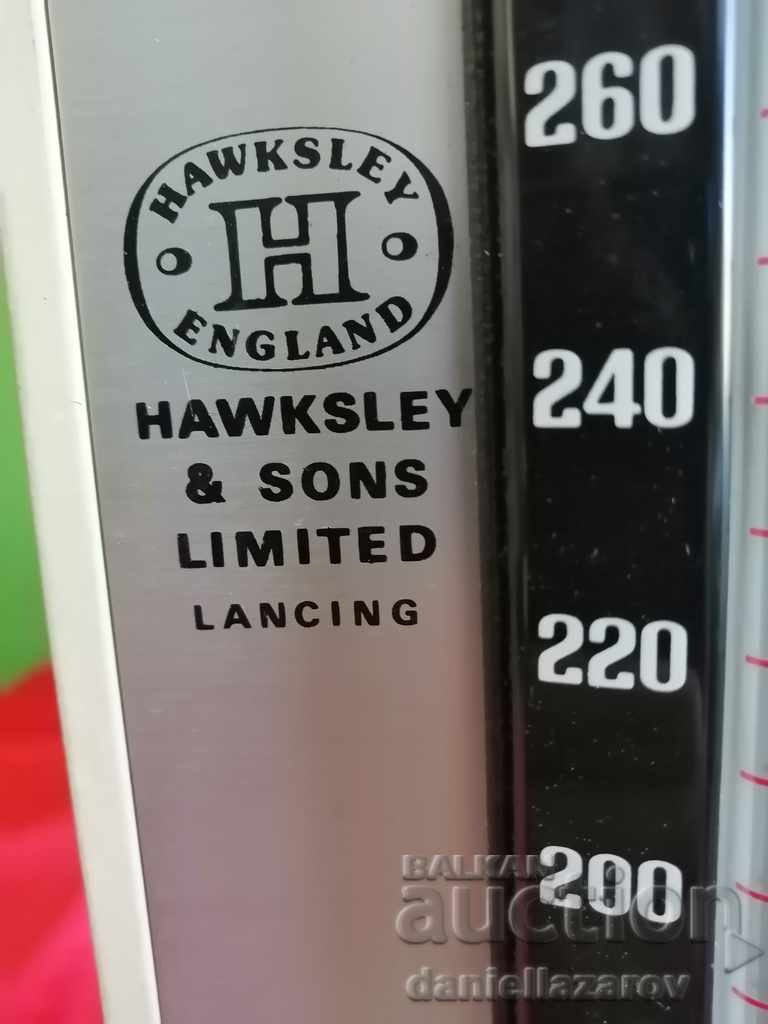 HAWKSLEY
H
ENGLAND
HAWKSLEY
& SONS
LIMITED
LANCING
260
240
220
200
BALKAN
auction
daniellazarov